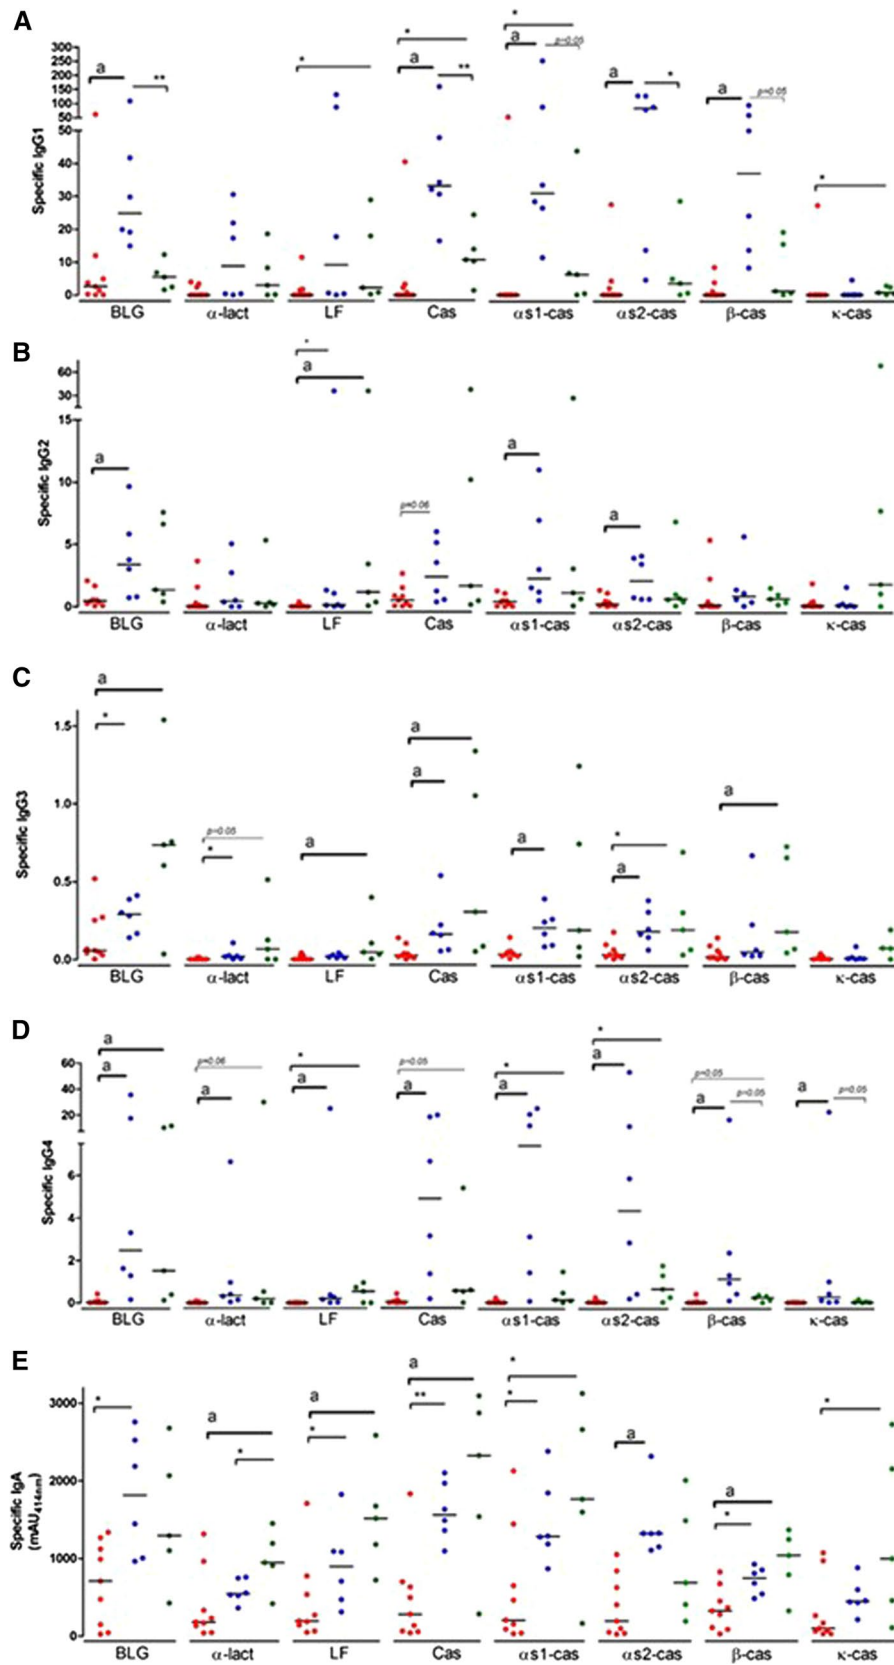 A
* * p=0.05
* a a
a ** * a ** a * a p=0.05
300
250
200
150
100
50
50
40
30
20
10
0
Specific IgG1
*
BLG α-lact LF Cas αs1-cas αs2-cas β-cas κ-cas
B
*
a
60
30
15
10
5
0
Specific IgG2
a p=0.06 a a
BLG α-lact LF Cas αs1-cas αs2-cas β-cas κ-cas
C
a
* a
1.5
1.0
0.5
0.0
Specific IgG3
a a
p=0.05 *
* a a a
BLG α-lact LF Cas αs1-cas αs2-cas β-cas κ-cas
D
a p=0.06 * p=0.05 * * p=0.05
a a a a a a a p=0.05 a p=0.05
60
40
20
6
4
2
0
Specific IgG4
BLG α-lact LF Cas αs1-cas αs2-cas β-cas κ-cas
E
* a a a * *
* * ** * a a
*
3000
2000
1000
0
Specific IgA
(mAU414nm)
BLG α-lact LF Cas αs1-cas αs2-cas β-cas κ-cas